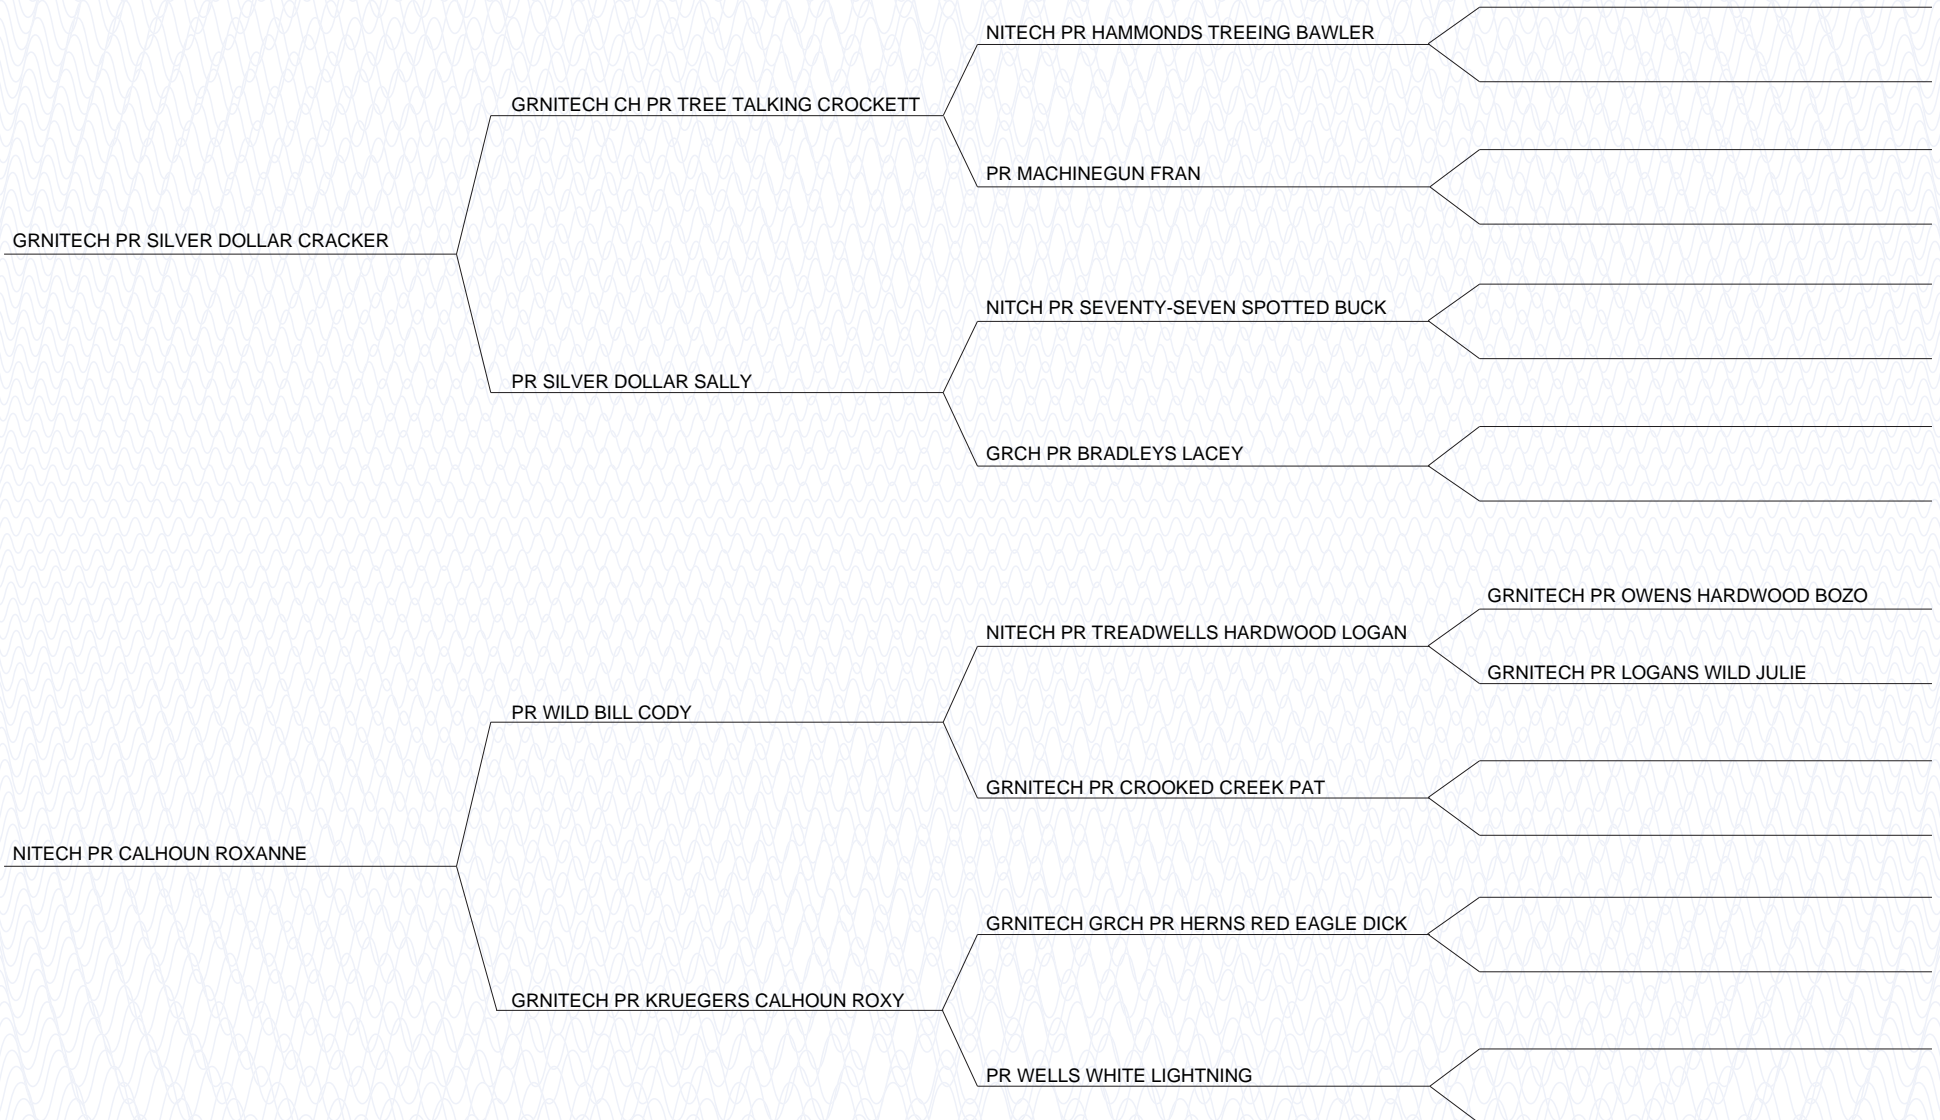 NITECH PR HAMMONDS TREEING BAWLER
GRNITECH CH PR TREE TALKING CROCKETT
PR MACHINEGUN FRAN
GRNITECH PR SILVER DOLLAR CRACKER
NITCH PR SEVENTY-SEVEN SPOTTED BUCK
PR SILVER DOLLAR SALLY
GRCH PR BRADLEYS LACEY
GRNITECH PR OWENS HARDWOOD BOZO
NITECH PR TREADWELLS HARDWOOD LOGAN
GRNITECH PR LOGANS WILD JULIE
PR WILD BILL CODY
GRNITECH PR CROOKED CREEK PAT
NITECH PR CALHOUN ROXANNE
GRNITECH GRCH PR HERNS RED EAGLE DICK
GRNITECH PR KRUEGERS CALHOUN ROXY
PR WELLS WHITE LIGHTNING